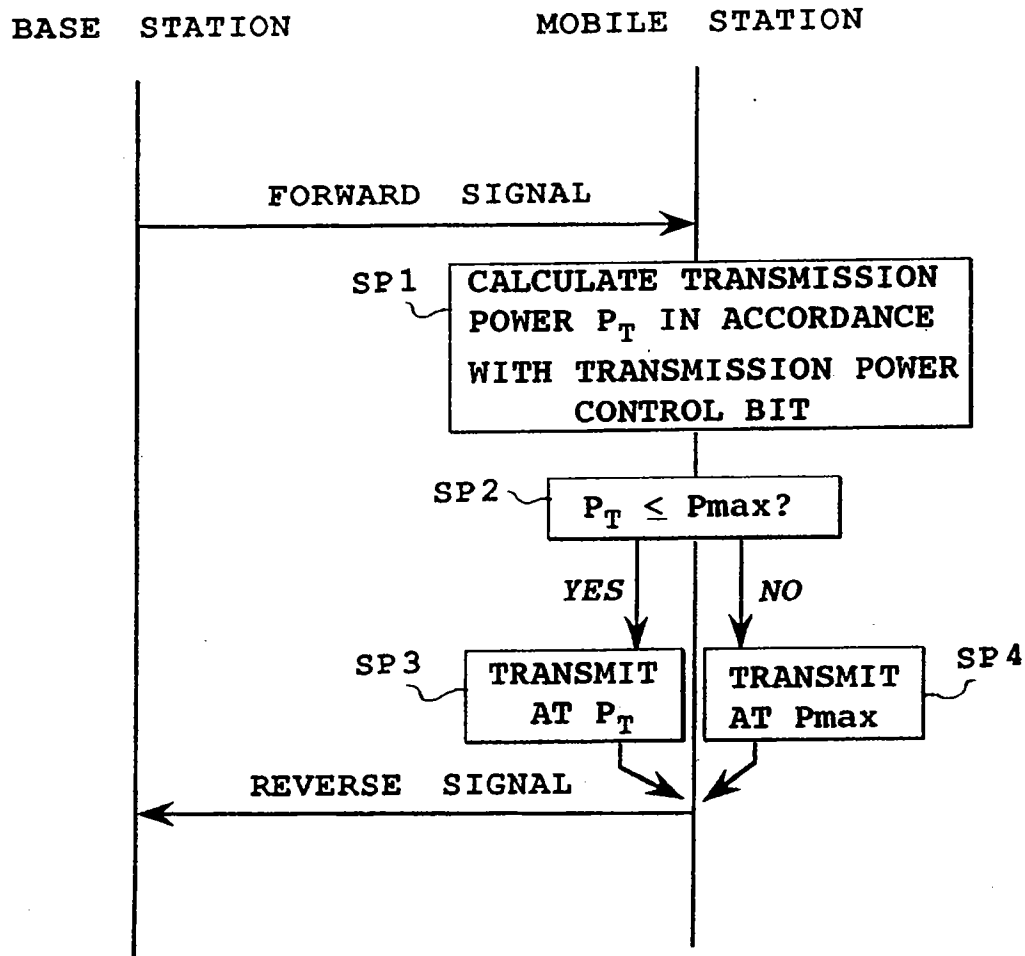 BASE STATION
MOBILE STATION
FORWARD SIGNAL
SP1
CALCULATE TRANSMISSION
POWER P_T IN ACCORDANCE
WITH TRANSMISSION POWER
CONTROL BIT
SP2
P_T ≤ Pmax?
YES
NO
SP3
TRANSMIT
AT P_T
TRANSMIT
AT Pmax
SP4
REVERSE SIGNAL